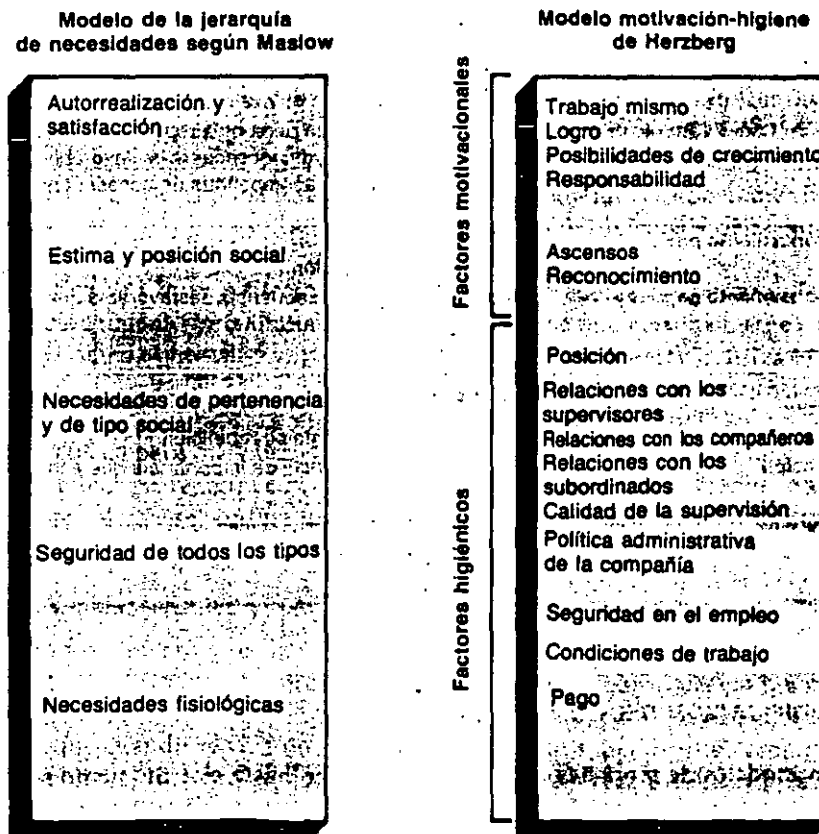 Modelo de la jerarquía
de necesidades según Maslow
Autorrealización y
satisfacción
Estima y posición social
Necesidades de pertenencia
y de tipo social
Seguridad de todos los tipos
Necesidades fisiológicas
Modelo motivación-higiene
de Herzberg
Factores motivacionales
Trabajo mismo
Logro
Posibilidades de crecimiento
Responsabilidad
Ascensos
Reconocimiento
Factores higiénicos
Posición
Relaciones con los
supervisores
Relaciones con los compañeros
Relaciones con los
subordinados
Calidad de la supervisión
Política administrativa
de la compañía
Seguridad en el empleo
Condiciones de trabajo
Pago